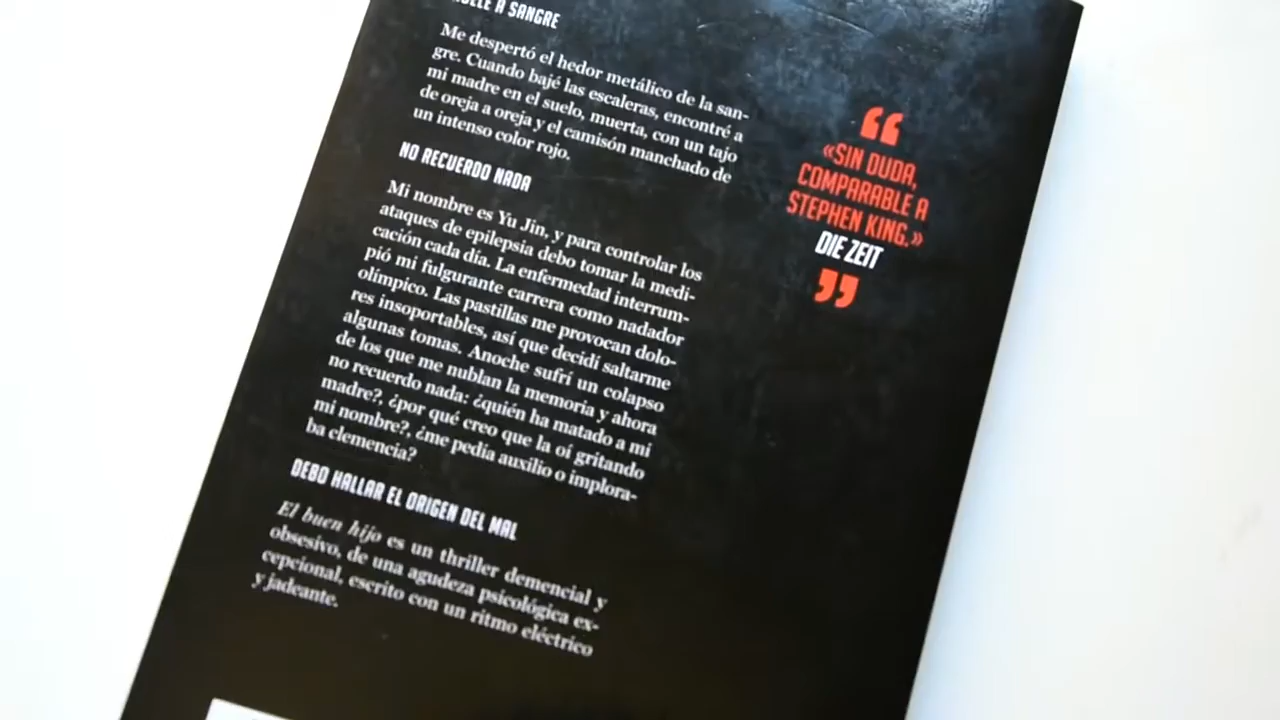 A SANGRE
Me despertó el hedor metálico de la san-
gre. Cuando bajé las escaleras, encontré a
mi madre en el suelo, muerta, con un tajo
de oreja a oreja y el camisón manchado de
un intenso color rojo.
NO RECUERDO NADA
Mi nombre es Yu Jin, y para controlar los
ataques de epilepsia debo tomar la medi-
cación cada día. La enfermedad interrum-
pió mi fulgurante carrera como nadador
olímpico. Las pastillas me provocan dolo-
res insoportables, así que decidí saltarme
algunas tomas. Anoche sufrí un colapso
de los que me nublan la memoria y ahora
no recuerdo nada: ¿quién ha matado a mi
madre?, ¿por qué creo que la oí gritando
mi nombre?, ¿me pedía auxilio o implora-
ba clemencia?
DEBO HALLAR EL ORIGEN DEL MAL
El buen hijo es un thriller demencial y
obsesivo, de una agudeza psicológica ex-
cepcional, escrito con un ritmo eléctrico
y jadeante.
“
«SIN DUDA,
COMPARABLE A
STEPHEN KING.»
DIE ZEIT
”